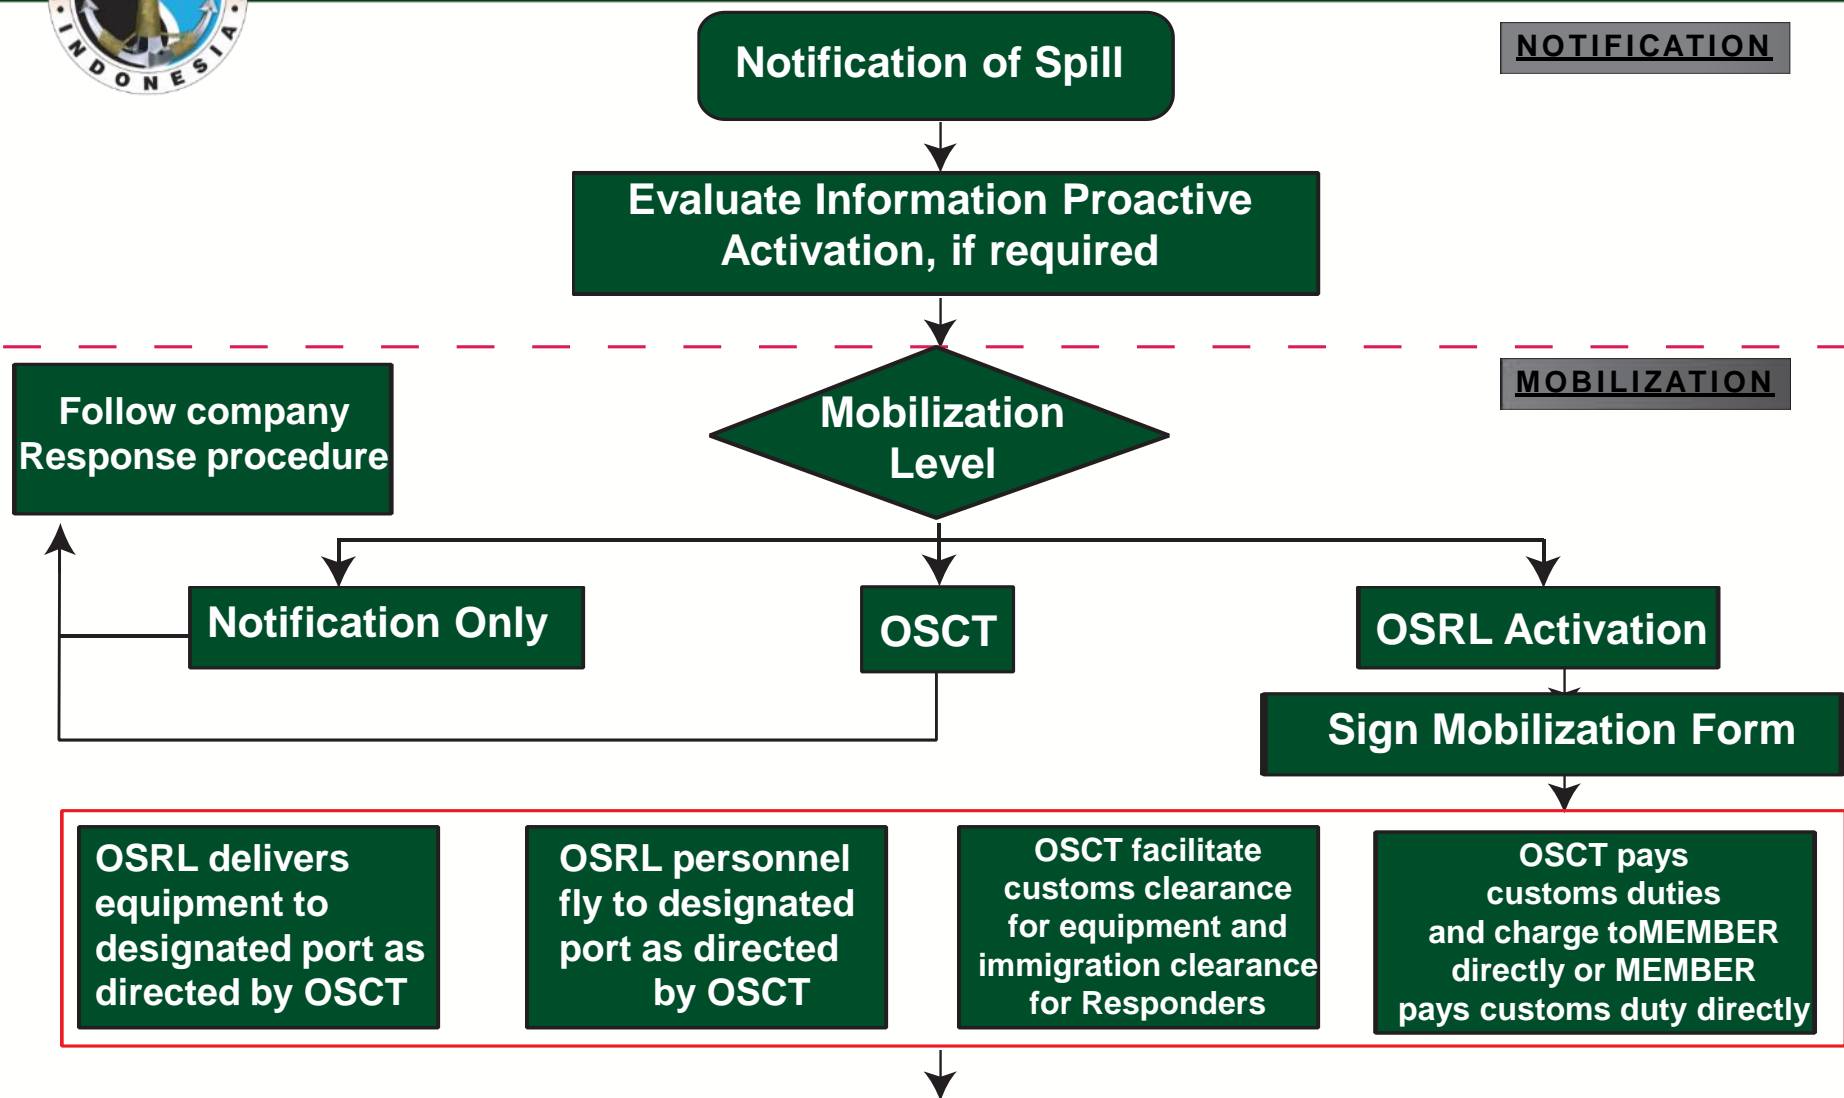 INDONESIA
Notification of Spill
NOTIFICATION
Evaluate Information Proactive
Activation, if required
MOBILIZATION
Follow company
Response procedure
Mobilization
Level
Notification Only
OSCT
OSRL Activation
Sign Mobilization Form
OSRL delivers
equipment to
designated port as
directed by OSCT
OSRL personnel
fly to designated
port as directed
by OSCT
OSCT facilitate
customs clearance
for equipment and
immigration clearance
for Responders
OSCT pays
customs duties
and charge toMEMBER
directly or MEMBER
pays customs duty directly